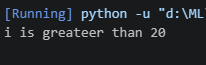 [Running] python -u "d:\ML
i is greateer than 20